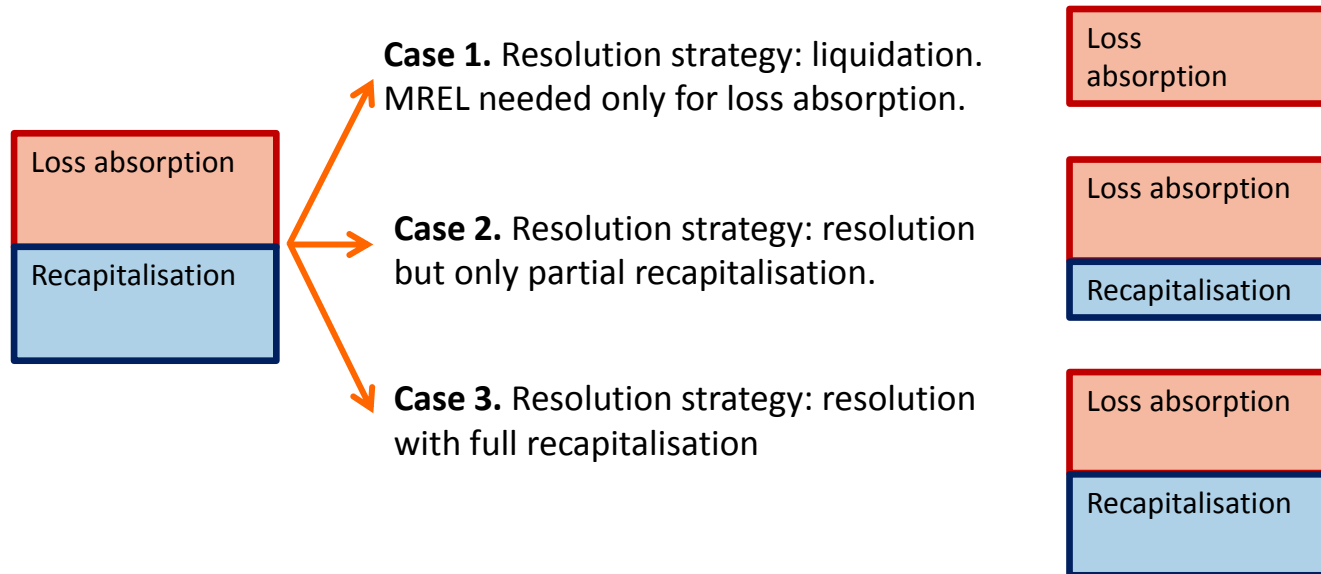 Loss absorption
Recapitalisation
Case 1. Resolution strategy: liquidation.
MREL needed only for loss absorption.
Loss
absorption
Case 2. Resolution strategy: resolution
but only partial recapitalisation.
Loss absorption
Recapitalisation
Case 3. Resolution strategy: resolution
with full recapitalisation
Loss absorption
Recapitalisation